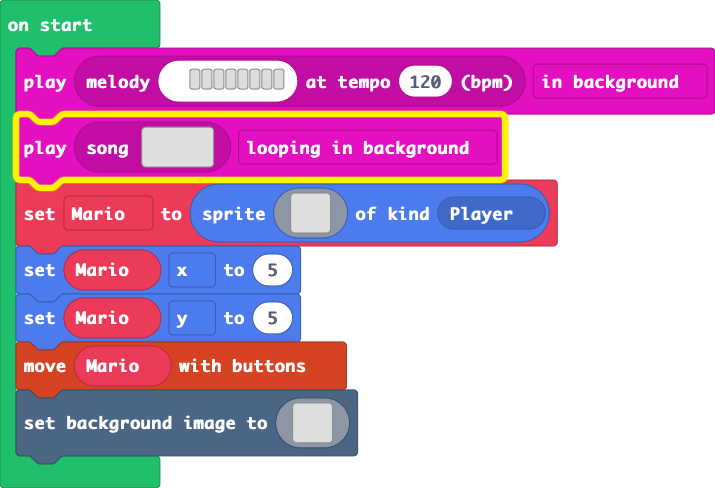 on start
play melody at tempo 120 (bpm) in background
play song looping in background
set Mario to sprite of kind Player
set Mario x to 5
set Mario y to 5
move Mario with buttons
set background image to